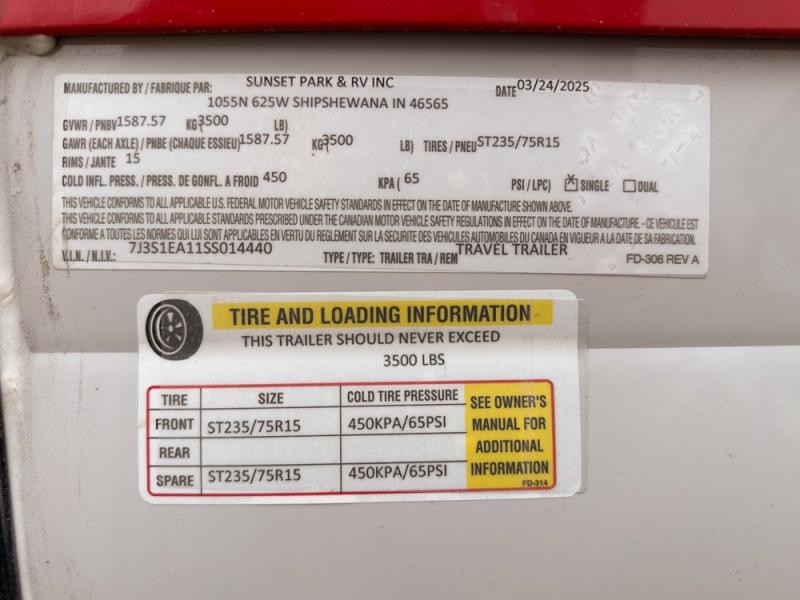 MANUFACTURED BY / FABRIQUE PAR: SUNSET PARK & RV INC DATE 03/24/2025
1055N 625W SHIPSHEWANA IN 46565
GVWR / PNBV 1587.57 KG 3500 LB)
GAWR (EACH AXLE) / PNBE (CHAQUE ESSIEU) 1587.57 KG 3500 LB) TIRES / PNEU ST235/75R15
RIMS / JANTE 15
COLD INFL. PRESS. / PRESS. DE GONFL. A FROID 450 KPA ( 65 PSI / LPC) X SINGLE DUAL
THIS VEHICLE CONFORMS TO ALL APPLICABLE U.S. FEDERAL MOTOR VEHICLE SAFETY STANDARDS IN EFFECT ON THE DATE OF MANUFACTURE SHOWN ABOVE.
THIS VEHICLE CONFORMS TO ALL APPLICABLE STANDARDS PRESCRIBED UNDER THE CANADIAN MOTOR VEHICLE SAFETY REGULATIONS IN EFFECT ON THE DATE OF MANUFACTURE - CE VEHICULE EST
CONFORME A TOUTES LES NORMES QUI LUI SONT APPLICABLES EN VERTU DU REGLEMENT SUR LA SECURITE DES VEHICULES AUTOMOBILES DU CANADA EN VIGUEUR A LA DATE DE SA FABRICATION.
V.I.N. / N.I.V.: 7J3S1EA11SS014440 TYPE / TYPE: TRAILER TRA / REM TRAVEL TRAILER FD-306 REV A
TIRE AND LOADING INFORMATION
THIS TRAILER SHOULD NEVER EXCEED
3500 LBS
TIRE SIZE COLD TIRE PRESSURE
FRONT ST235/75R15 450KPA/65PSI
REAR
SPARE ST235/75R15 450KPA/65PSI
SEE OWNER'S
MANUAL FOR
ADDITIONAL
INFORMATION
FD-314